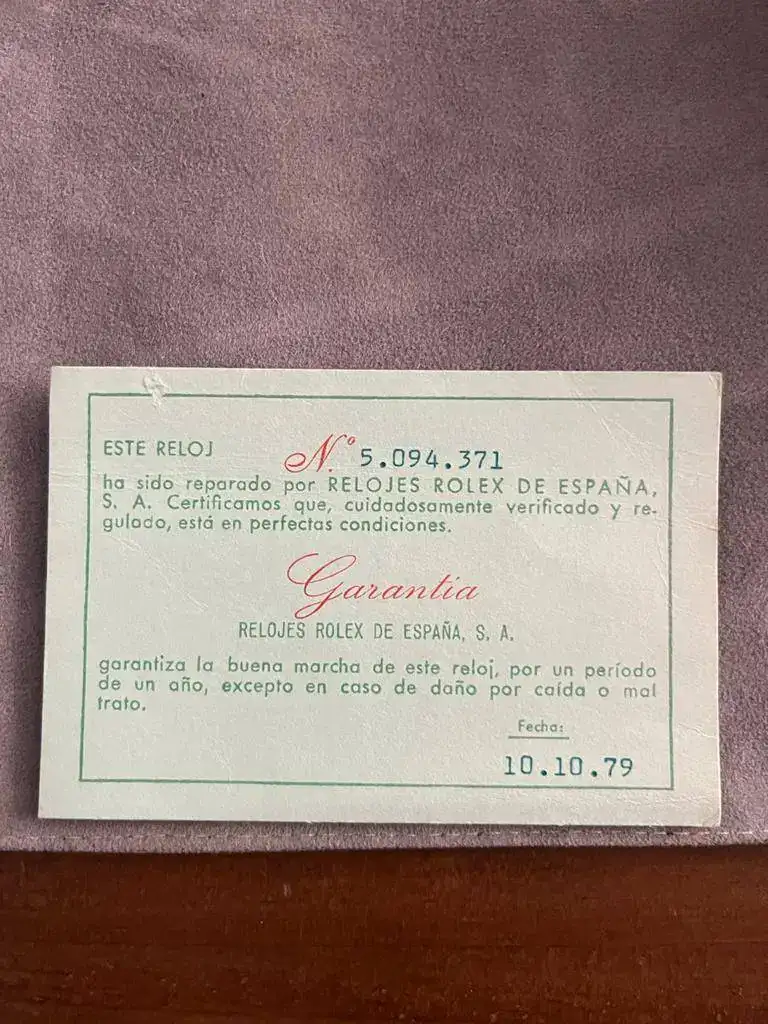 ESTE RELOJ N.º 5.094.371
ha sido reparado por RELOJES ROLEX DE ESPAÑA,
S. A. Certificamos que, cuidadosamente verificado y re-
gulado, está en perfectas condiciones.
Garantía
RELOJES ROLEX DE ESPAÑA, S. A.
garantiza la buena marcha de este reloj, por un período
de un año, excepto en caso de daño por caída o mal
trato.
Fecha:
10.10.79